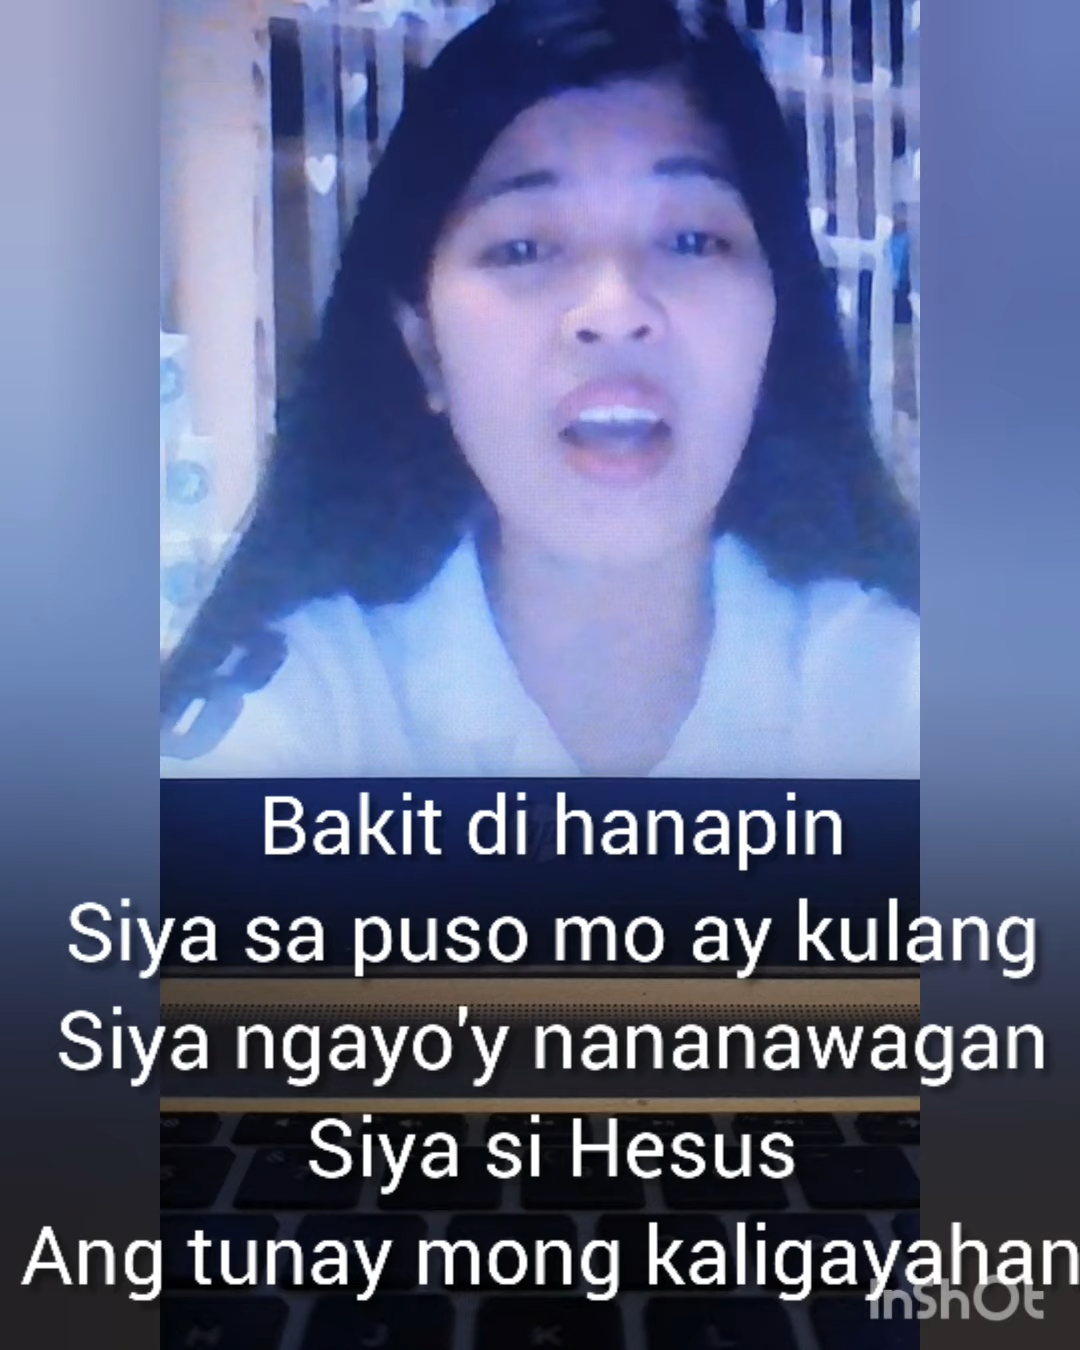 Bakit di hanapin
Siya sa puso mo ay kulang
Siya ngayo'y nananawagan
Siya si Hesus
Ang tunay mong kaligayahan
InShOt